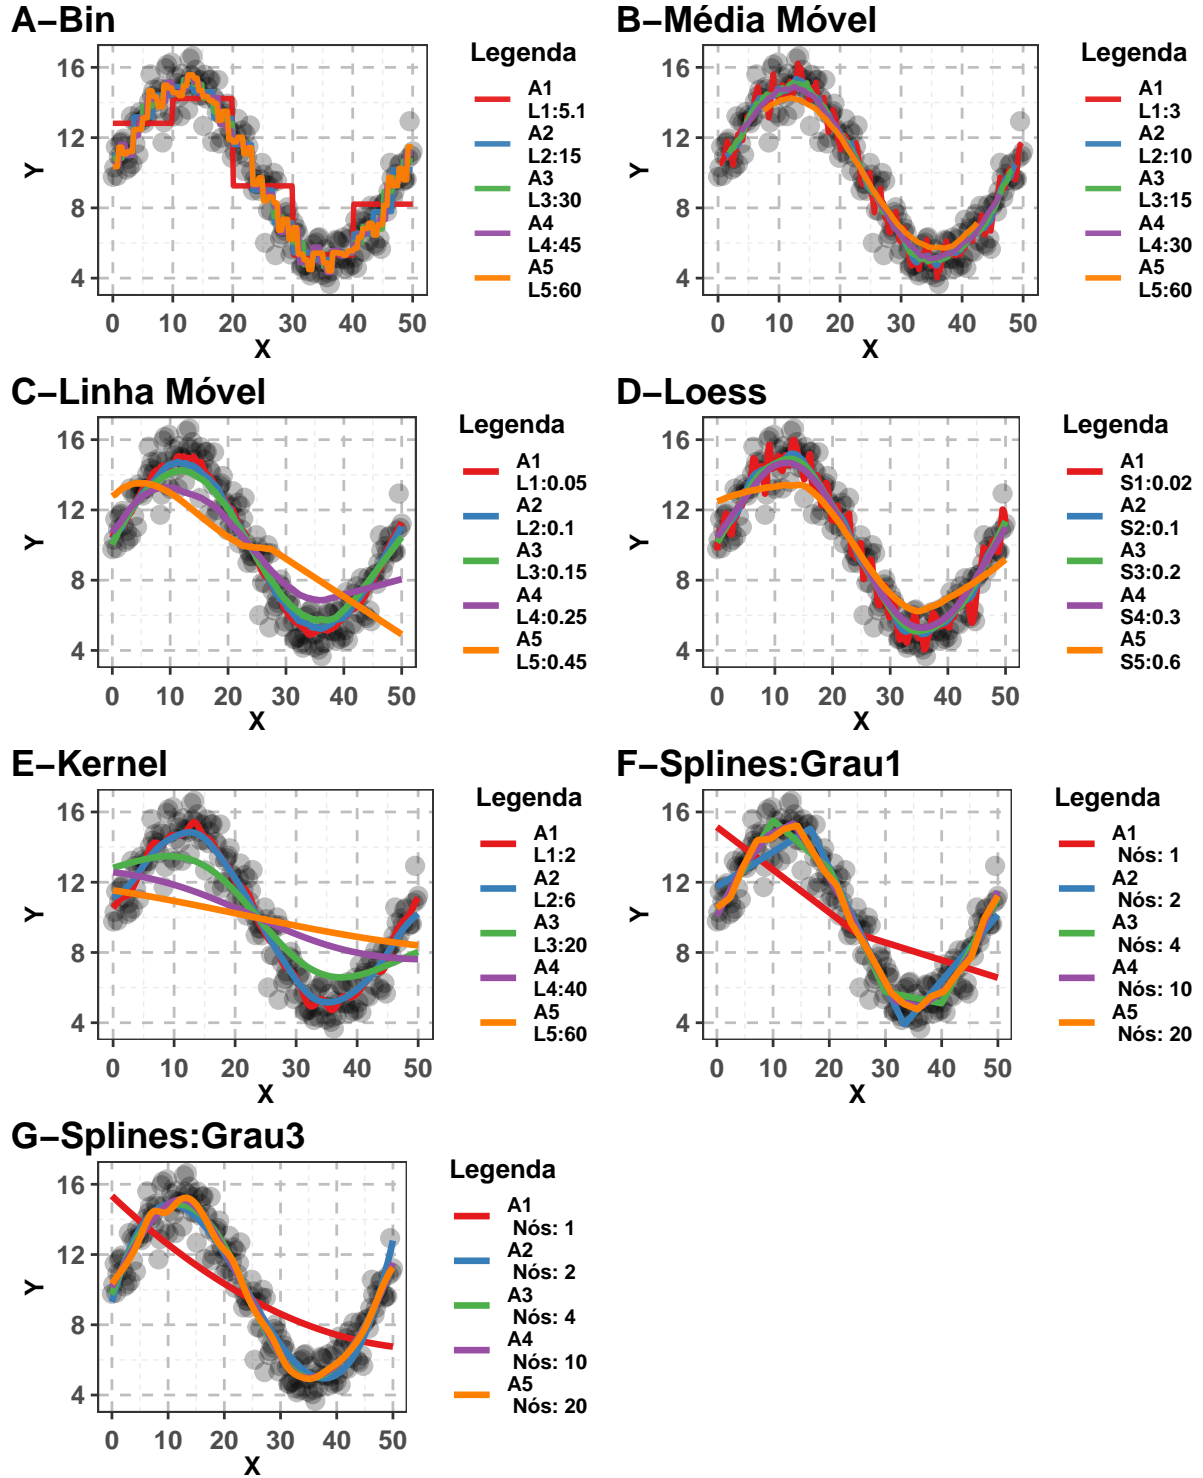 A–Bin
Legenda
A1
L1:5.1
A2
L2:15
A3
L3:30
A4
L4:45
A5
L5:60
Y
16
12
8
4
0 10 20 30 40 50
X
B–Média Móvel
Legenda
A1
L1:3
A2
L2:10
A3
L3:15
A4
L4:30
A5
L5:60
Y
16
12
8
4
0 10 20 30 40 50
X
C–Linha Móvel
Legenda
A1
L1:0.05
A2
L2:0.1
A3
L3:0.15
A4
L4:0.25
A5
L5:0.45
Y
16
12
8
4
0 10 20 30 40 50
X
D–Loess
Legenda
A1
S1:0.02
A2
S2:0.1
A3
S3:0.2
A4
S4:0.3
A5
S5:0.6
Y
16
12
8
4
0 10 20 30 40 50
X
E–Kernel
Legenda
A1
L1:2
A2
L2:6
A3
L3:20
A4
L4:40
A5
L5:60
Y
16
12
8
4
0 10 20 30 40 50
X
F–Splines:Grau1
Legenda
A1
Nós: 1
A2
Nós: 2
A3
Nós: 4
A4
Nós: 10
A5
Nós: 20
Y
16
12
8
4
0 10 20 30 40 50
X
G–Splines:Grau3
Legenda
A1
Nós: 1
A2
Nós: 2
A3
Nós: 4
A4
Nós: 10
A5
Nós: 20
Y
16
12
8
4
0 10 20 30 40 50
X